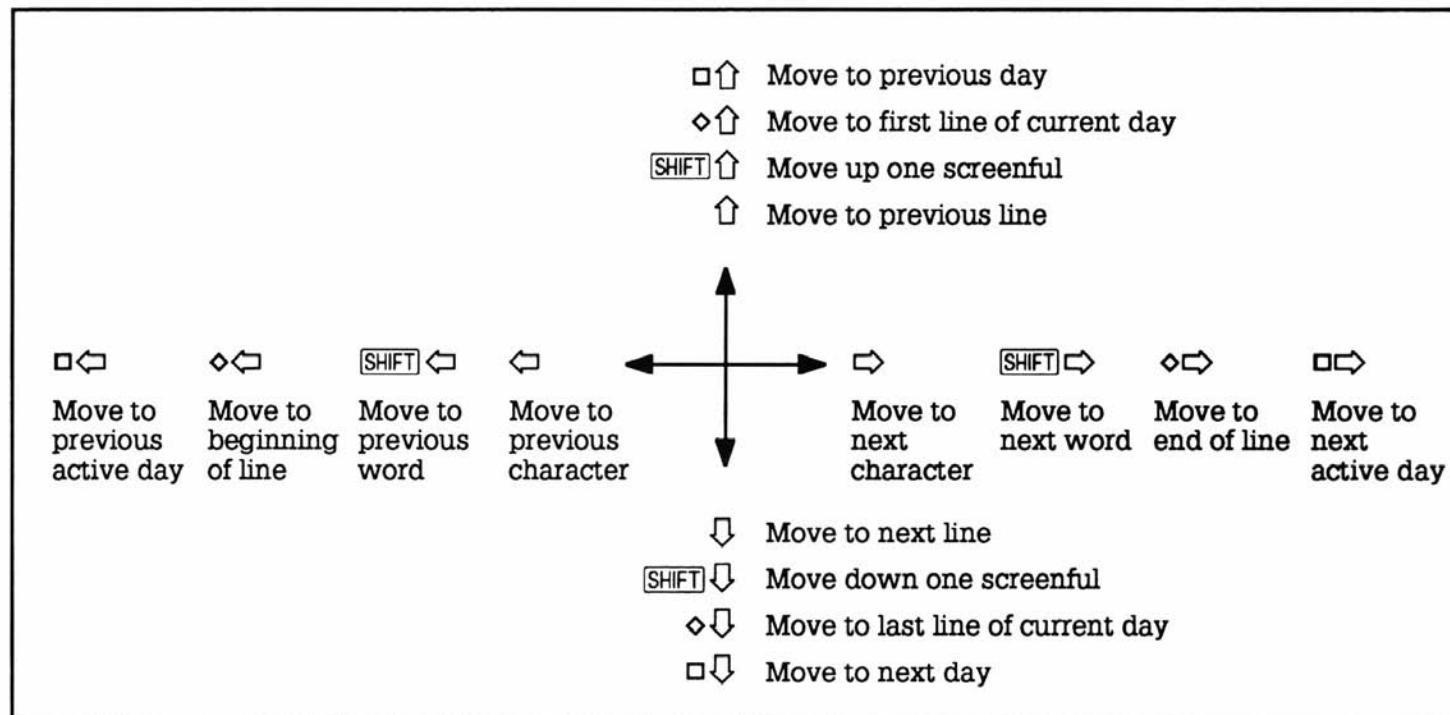 □⇧ Move to previous day
◇⇧ Move to first line of current day
SHIFT ⇧ Move up one screenful
⇧ Move to previous line
□⇦ ◇⇦ SHIFT ⇦ ⇦ ⇨ SHIFT ⇨ ◇⇨ □⇨
Move to previous active day
Move to beginning of line
Move to previous word
Move to previous character
Move to next character
Move to next word
Move to end of line
Move to next active day
⇩ Move to next line
SHIFT ⇩ Move down one screenful
◇⇩ Move to last line of current day
□⇩ Move to next day